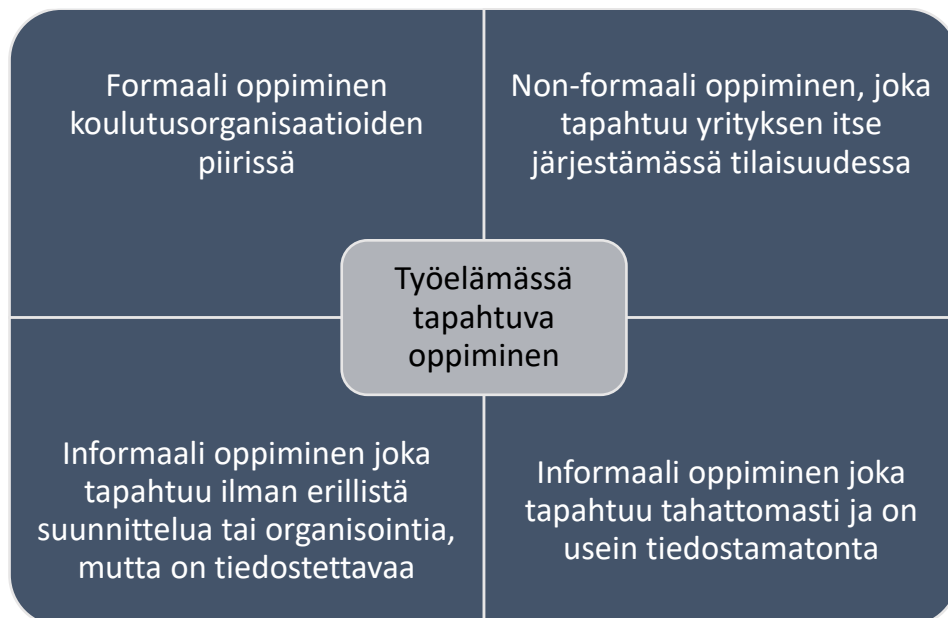 Formaali oppiminen
koulutusorganisaatioiden
piirissä
Non-formaali oppiminen, joka
tapahtuu yrityksen itse
järjestämässä tilaisuudessa
Työelämässä
tapahtuva
oppiminen
Informaali oppiminen joka
tapahtuu ilman erillistä
suunnittelua tai organisointia,
mutta on tiedostettavaa
Informaali oppiminen joka
tapahtuu tahattomasti ja on
usein tiedostamatonta